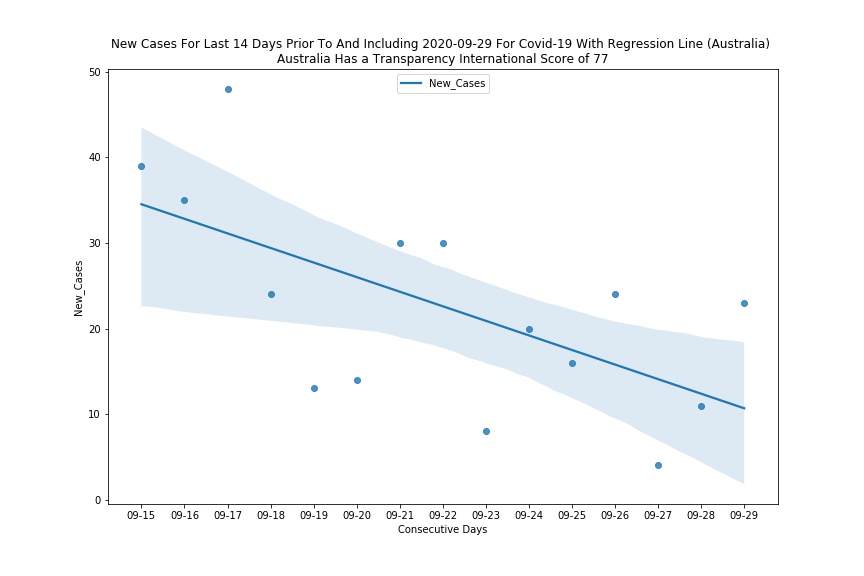 New Cases For Last 14 Days Prior To And Including 2020-09-29 For Covid-19 With Regression Line (Australia)
Australia Has a Transparency International Score of 77
New_Cases
50
40
30
20
10
0
New_Cases
09-15 09-16 09-17 09-18 09-19 09-20 09-21 09-22 09-23 09-24 09-25 09-26 09-27 09-28 09-29
Consecutive Days